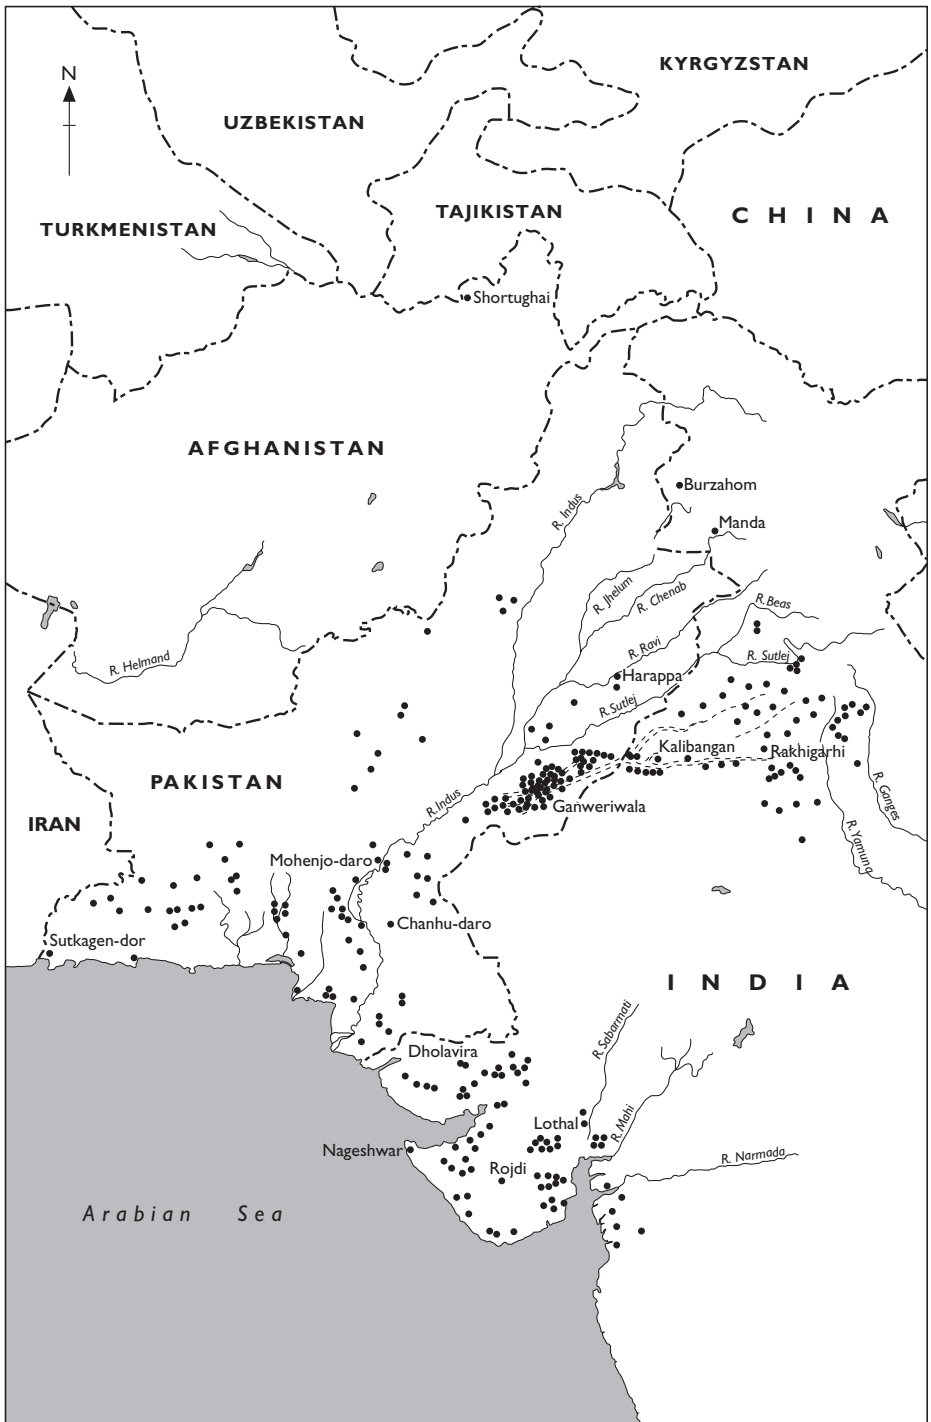 KYRGYZSTAN
N
UZBEKISTAN
TAJIKISTAN
CHINA
TURKMENISTAN
Shortughai
AFGHANISTAN
Burzahom
R. Indus
Manda
R. Jhelum
R. Chenab
R. Beas
R. Ravi
R. Helmand
R. Sutlej
Harappa
R. Sutlej
Kalibangan
Rakhigarhi
PAKISTAN
R. Indus
Ganweriwala
R. Ganges
IRAN
R. Yamuna
Mohenjo-daro
Chanhu-daro
Sutkagen-dor
INDIA
R. Sabarmati
Dholavira
Lothal
R. Mahi
Nageshwar
Rojdi
R. Narmada
Arabian Sea